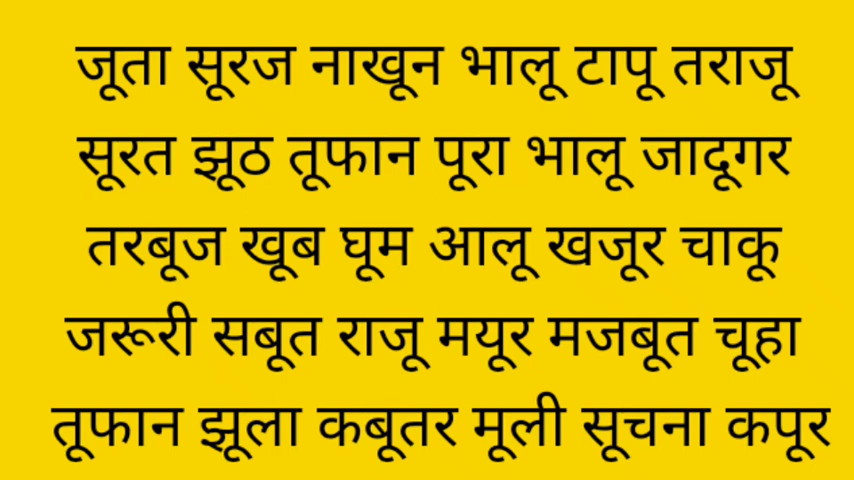 जूता सूरज नाखून भालू टापू तराजू
सूरत झूठ तूफान पूरा भालू जादूगर
तरबूज खूब घूम आलू खजूर चाकू
जरूरी सबूत राजू मयूर मजबूत चूहा
तूफान झूला कबूतर मूली सूचना कपूर